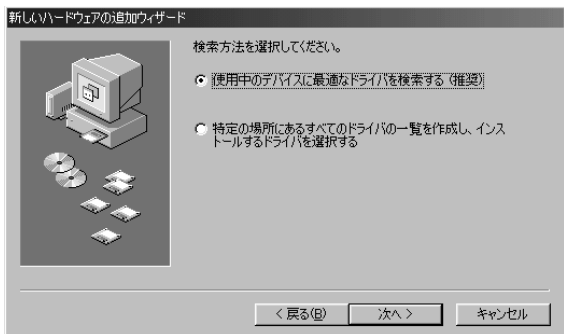 新しいハードウェアの追加ウィザード
検索方法を選択してください。
使用中のデバイスに最適なドライバを検索する (推奨)
特定の場所にあるすべてのドライバの一覧を作成し、インス
トールするドライバを選択する
< 戻る(B)
次へ >
キャンセル